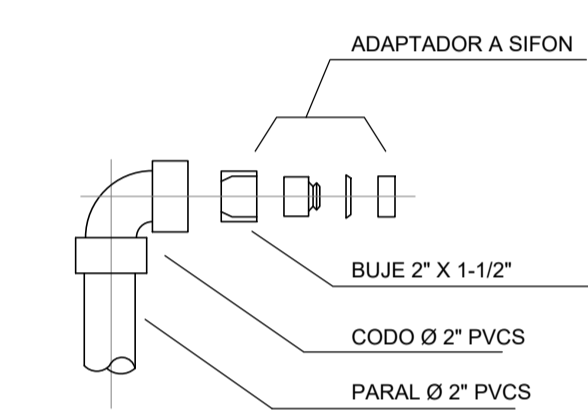 ADAPTADOR A SIFON
BUJE 2" X 1-1/2"
CODO Ø 2" PVCS
PARAL Ø 2" PVCS